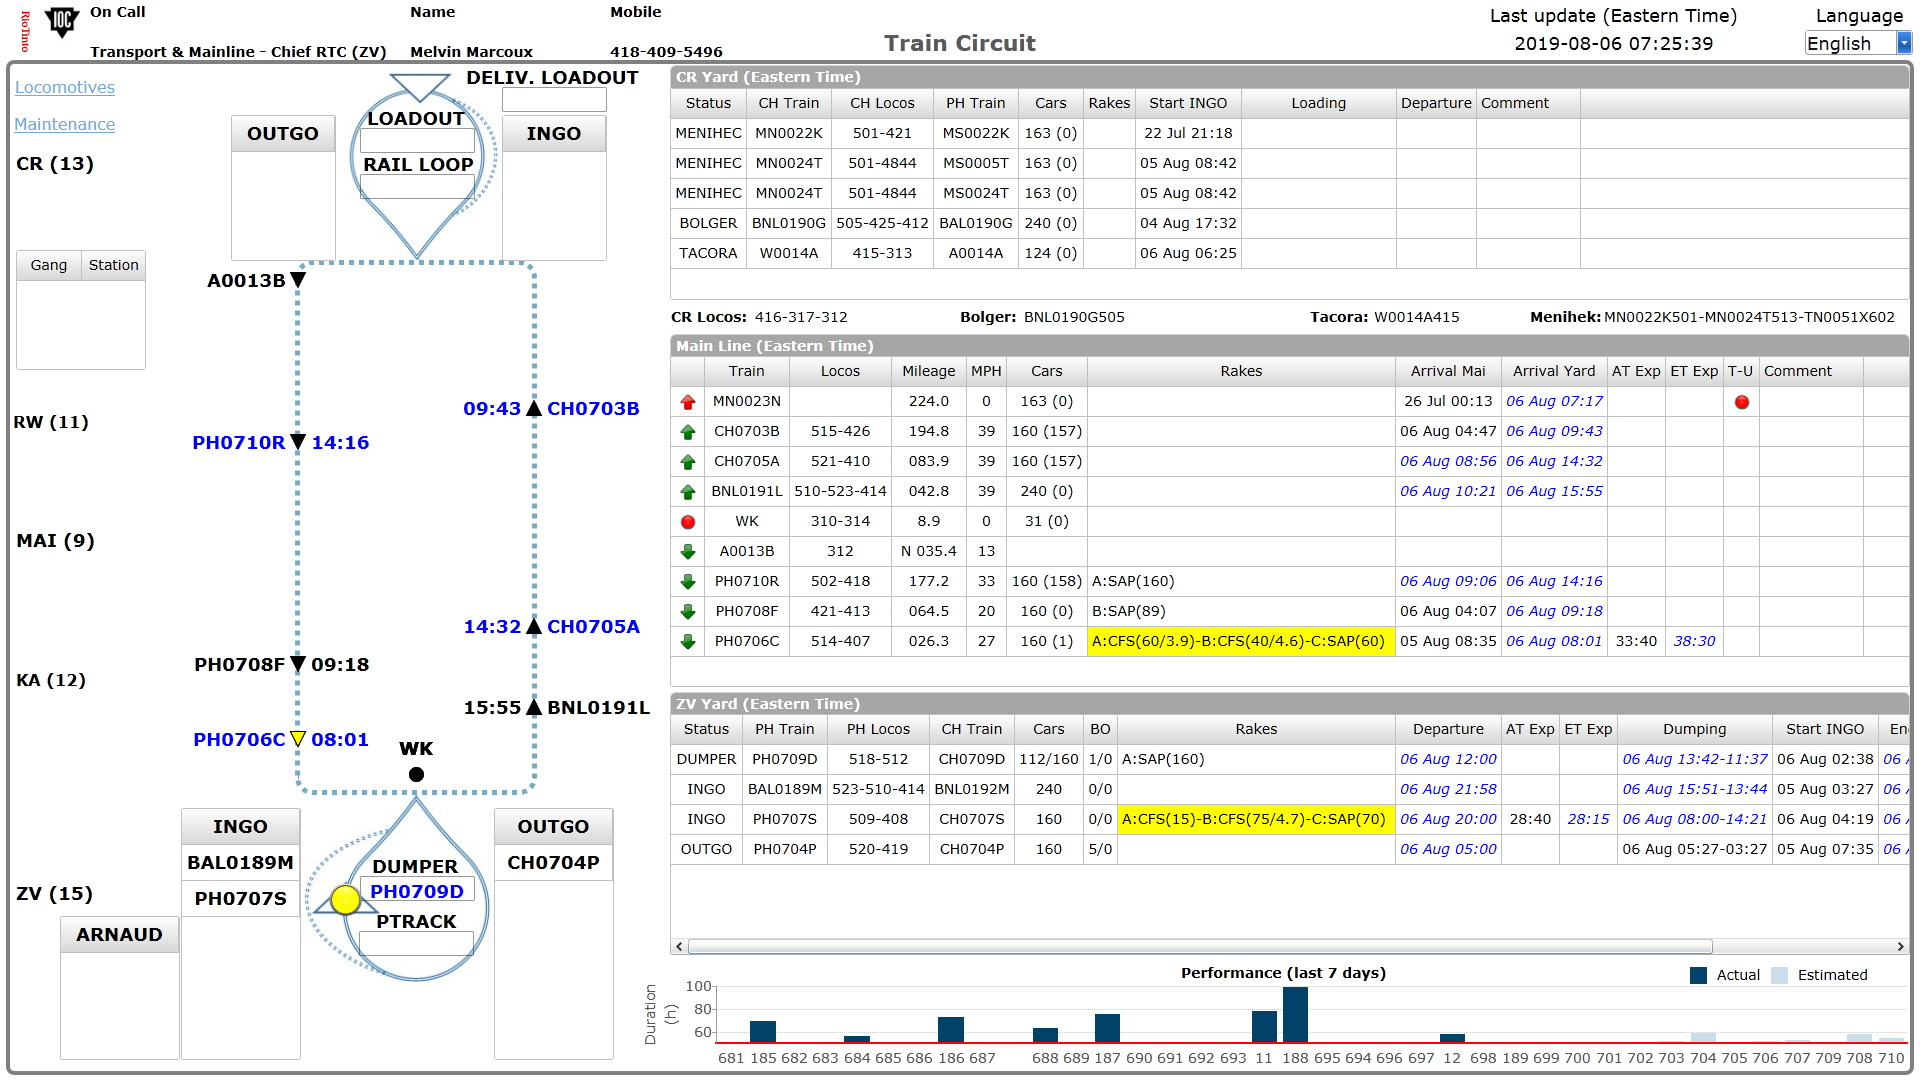 RioTinto
IOC
On Call
Name
Mobile
Transport & Mainline - Chief RTC (ZV)
Melvin Marcoux
418-409-5496
Train Circuit
Last update (Eastern Time)
2019-08-06 07:25:39
Language
English
Locomotives
Maintenance
CR (13)
Gang Station
RW (11)
MAI (9)
KA (12)
ZV (15)
DELIV. LOADOUT
OUTGO
LOADOUT
RAIL LOOP
INGO
A0013B
09:43 CH0703B
PH0710R 14:16
14:32 CH0705A
PH0708F 09:18
15:55 BNL0191L
PH0706C 08:01
WK
INGO
BAL0189M
PH0707S
ARNAUD
DUMPER
PH0709D
PTRACK
OUTGO
CH0704P
CR Yard (Eastern Time)
Status CH Train CH Locos PH Train Cars Rakes Start INGO Loading Departure Comment
MENIHEC MN0022K 501-421 MS0022K 163 (0) 22 Jul 21:18
MENIHEC MN0024T 501-4844 MS0005T 163 (0) 05 Aug 08:42
MENIHEC MN0024T 501-4844 MS0024T 163 (0) 05 Aug 08:42
BOLGER BNL0190G 505-425-412 BAL0190G 240 (0) 04 Aug 17:32
TACORA W0014A 415-313 A0014A 124 (0) 06 Aug 06:25
CR Locos: 416-317-312 Bolger: BNL0190G505 Tacora: W0014A415 Menihek: MN0022K501-MN0024T513-TN0051X602
Main Line (Eastern Time)
Train Locos Mileage MPH Cars Rakes Arrival Mai Arrival Yard AT Exp ET Exp T-U Comment
MN0023N 224.0 0 163 (0) 26 Jul 00:13 06 Aug 07:17
CH0703B 515-426 194.8 39 160 (157) 06 Aug 04:47 06 Aug 09:43
CH0705A 521-410 083.9 39 160 (157) 06 Aug 08:56 06 Aug 14:32
BNL0191L 510-523-414 042.8 39 240 (0) 06 Aug 10:21 06 Aug 15:55
WK 310-314 8.9 0 31 (0)
A0013B 312 N 035.4 13
PH0710R 502-418 177.2 33 160 (158) A:SAP(160) 06 Aug 09:06 06 Aug 14:16
PH0708F 421-413 064.5 20 160 (0) B:SAP(89) 06 Aug 04:07 06 Aug 09:18
PH0706C 514-407 026.3 27 160 (1) A:CFS(60/3.9)-B:CFS(40/4.6)-C:SAP(60) 05 Aug 08:35 06 Aug 08:01 33:40 38:30
ZV Yard (Eastern Time)
Status PH Train PH Locos CH Train Cars BO Rakes Departure AT Exp ET Exp Dumping Start INGO
DUMPER PH0709D 518-512 CH0709D 112/160 1/0 A:SAP(160) 06 Aug 12:00 06 Aug 13:42-11:37 06 Aug 02:38 06
INGO BAL0189M 523-510-414 BNL0192M 240 0/0 06 Aug 21:58 06 Aug 15:51-13:44 05 Aug 03:27 06
INGO PH0707S 509-408 CH0707S 160 0/0 A:CFS(15)-B:CFS(75/4.7)-C:SAP(70) 06 Aug 20:00 28:40 28:15 06 Aug 08:00-14:21 06 Aug 04:19 06
OUTGO PH0704P 520-419 CH0704P 160 5/0 06 Aug 05:00 06 Aug 05:27-03:27 05 Aug 07:35 06
Performance (last 7 days)
Actual Estimated
Duration (h)
100
80
60
681 185 682 683 684 685 686 186 687 688 689 187 690 691 692 693 11 188 695 694 696 697 12 698 189 699 700 701 702 703 704 705 706 707 709 708 710